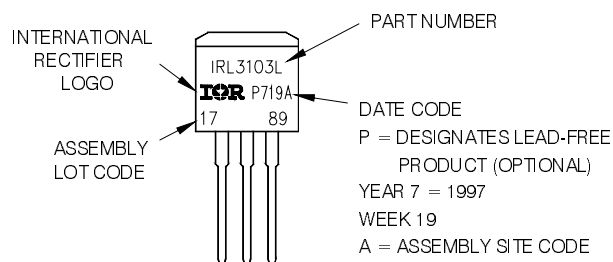 INTERNATIONAL
RECTIFIER
LOGO
ASSEMBLY
LOT CODE
IRL3103L
IOR P719A
17 89
PART NUMBER
DATE CODE
P = DESIGNATES LEAD-FREE
PRODUCT (OPTIONAL)
YEAR 7 = 1997
WEEK 19
A = ASSEMBLY SITE CODE